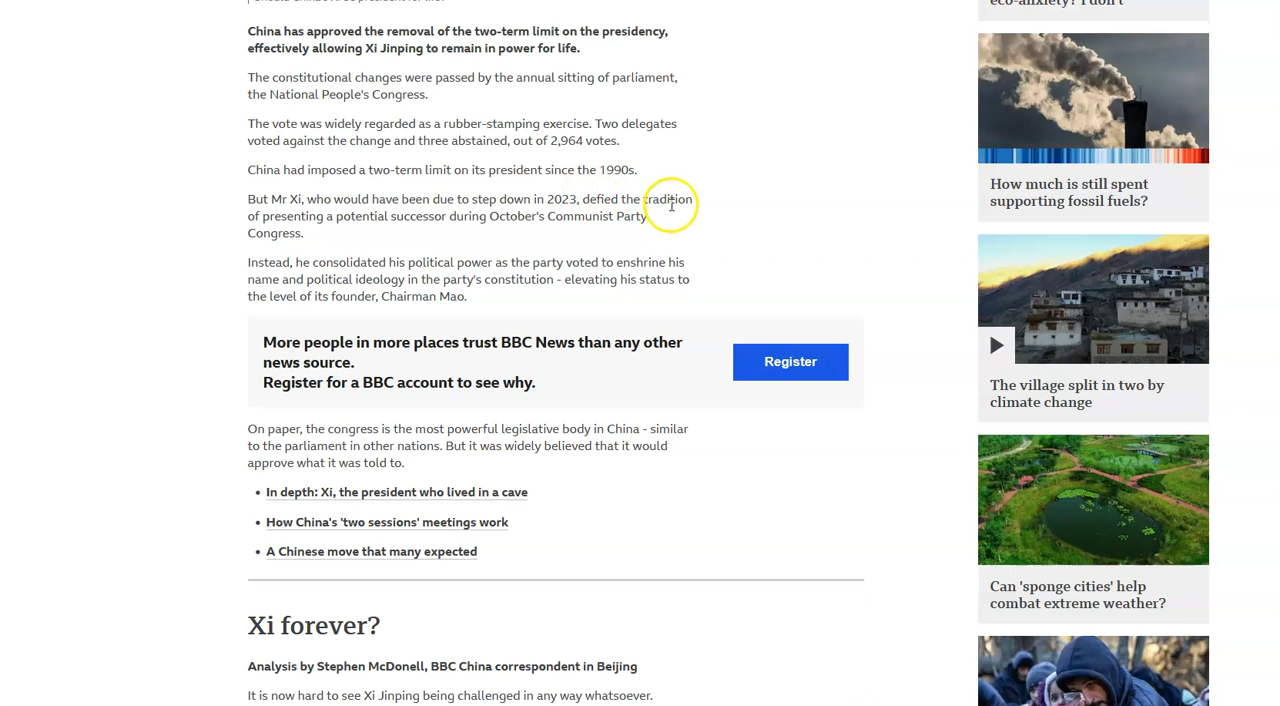 China has approved the removal of the two-term limit on the presidency,
effectively allowing Xi Jinping to remain in power for life.
The constitutional changes were passed by the annual sitting of parliament,
the National People's Congress.
The vote was widely regarded as a rubber-stamping exercise. Two delegates
voted against the change and three abstained, out of 2,964 votes.
China had imposed a two-term limit on its president since the 1990s.
But Mr Xi, who would have been due to step down in 2023, defied the tradition
of presenting a potential successor during October's Communist Party
Congress.
Instead, he consolidated his political power as the party voted to enshrine his
name and political ideology in the party's constitution - elevating his status to
the level of its founder, Chairman Mao.
More people in more places trust BBC News than any other
news source.
Register for a BBC account to see why.
Register
On paper, the congress is the most powerful legislative body in China - similar
to the parliament in other nations. But it was widely believed that it would
approve what it was told to.
• In depth: Xi, the president who lived in a cave
• How China's 'two sessions' meetings work
• A Chinese move that many expected
Xi forever?
Analysis by Stephen McDonell, BBC China correspondent in Beijing
It is now hard to see Xi Jinping being challenged in any way whatsoever.
eco-anxiety? I don't
How much is still spent
supporting fossil fuels?
The village split in two by
climate change
Can 'sponge cities' help
combat extreme weather?